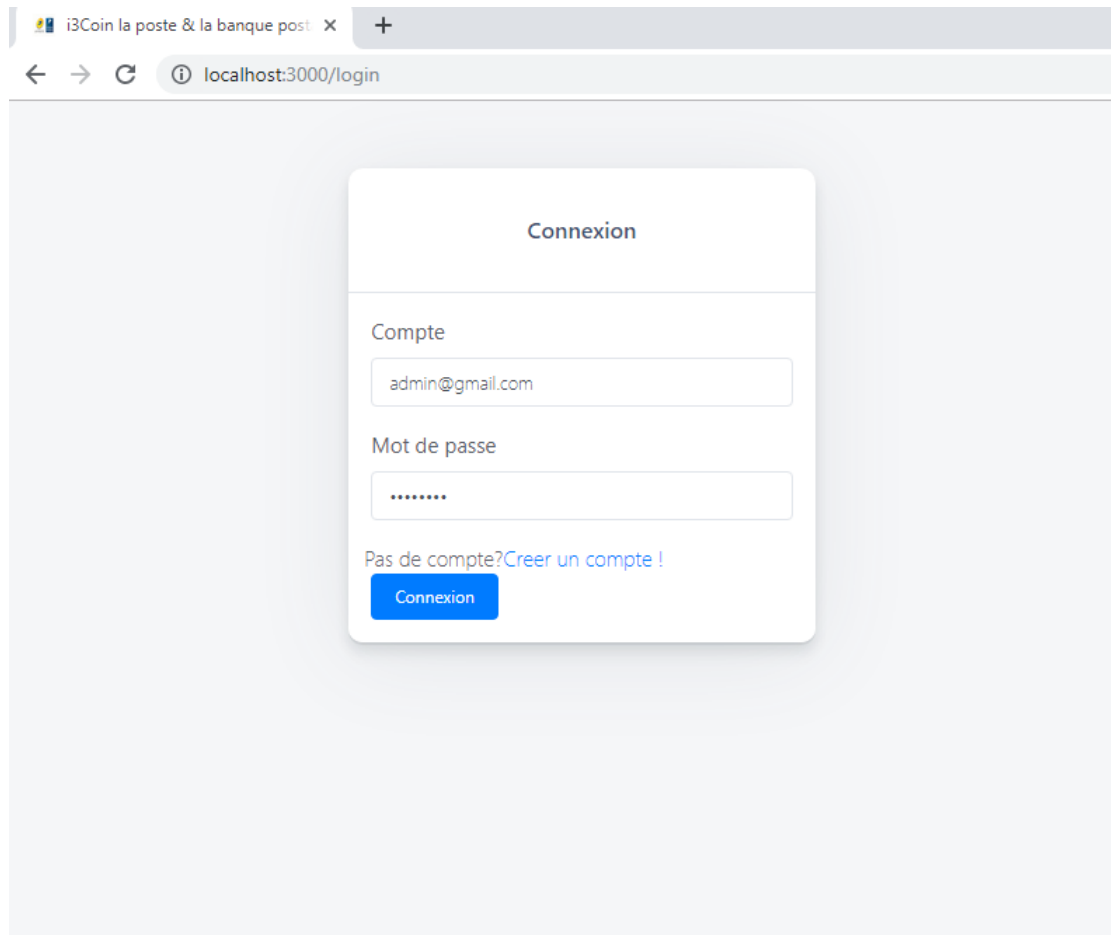 i3Coin la poste & la banque post
localhost:3000/login
Connexion
Compte
admin@gmail.com
Mot de passe
••••••••
Pas de compte?Creer un compte !
Connexion